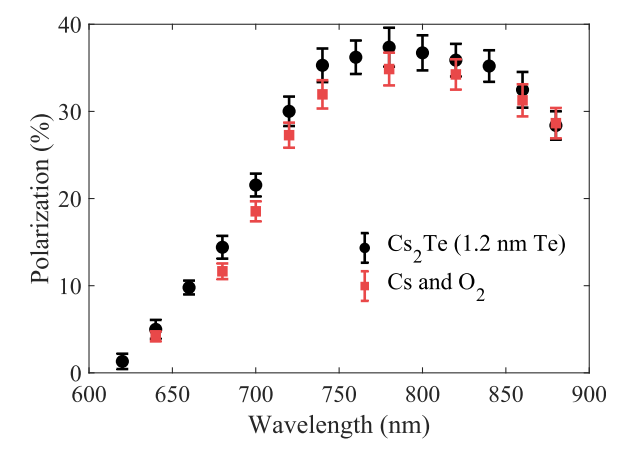 40
30
20
10
0
Polarization (%)
Cs₂Te (1.2 nm Te)
Cs and O₂
600 650 700 750 800 850 900
Wavelength (nm)